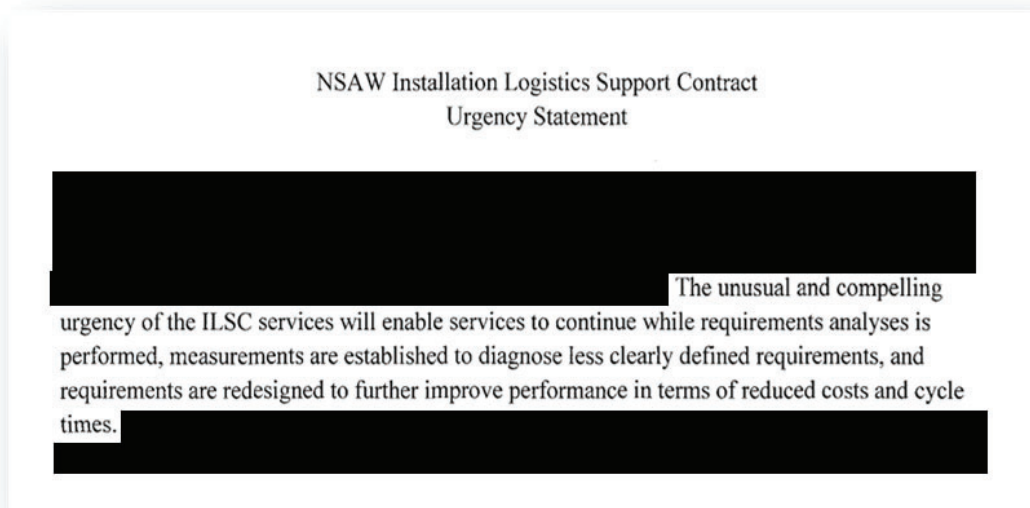 NSAW Installation Logistics Support Contract
Urgency Statement
The unusual and compelling
urgency of the ILSC services will enable services to continue while requirements analyses is
performed, measurements are established to diagnose less clearly defined requirements, and
requirements are redesigned to further improve performance in terms of reduced costs and cycle
times.